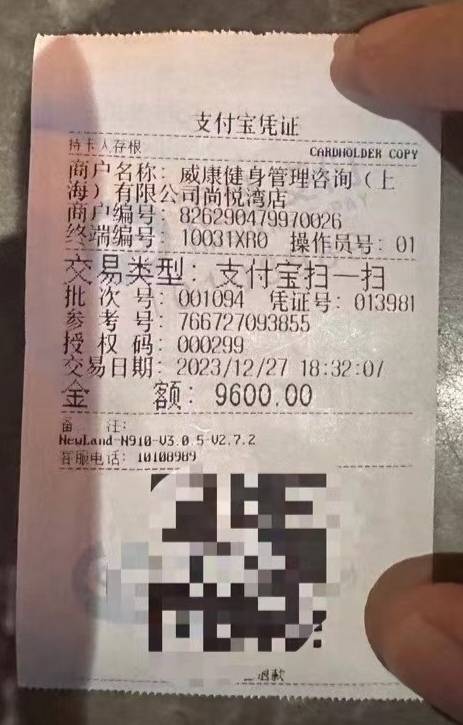 支付宝凭证
持卡人存根 CARDHOLDER COPY
商户名称: 威康健身管理咨询（上
海）有限公司尚悦湾店
商户编号: 826290479970026
终端编号: 10031XR0 操作员号: 01
交易类型: 支付宝扫一扫
批 次 号: 001094 凭证号: 013981
参 考 号: 766727093855
授 权 码: 000299
交易日期: 2023/12/27 18:32:07
金 额: 9600.00
备 注:
NewLand-N910-V3.0.5-V2.7.2
客服电话: 10108989
退款